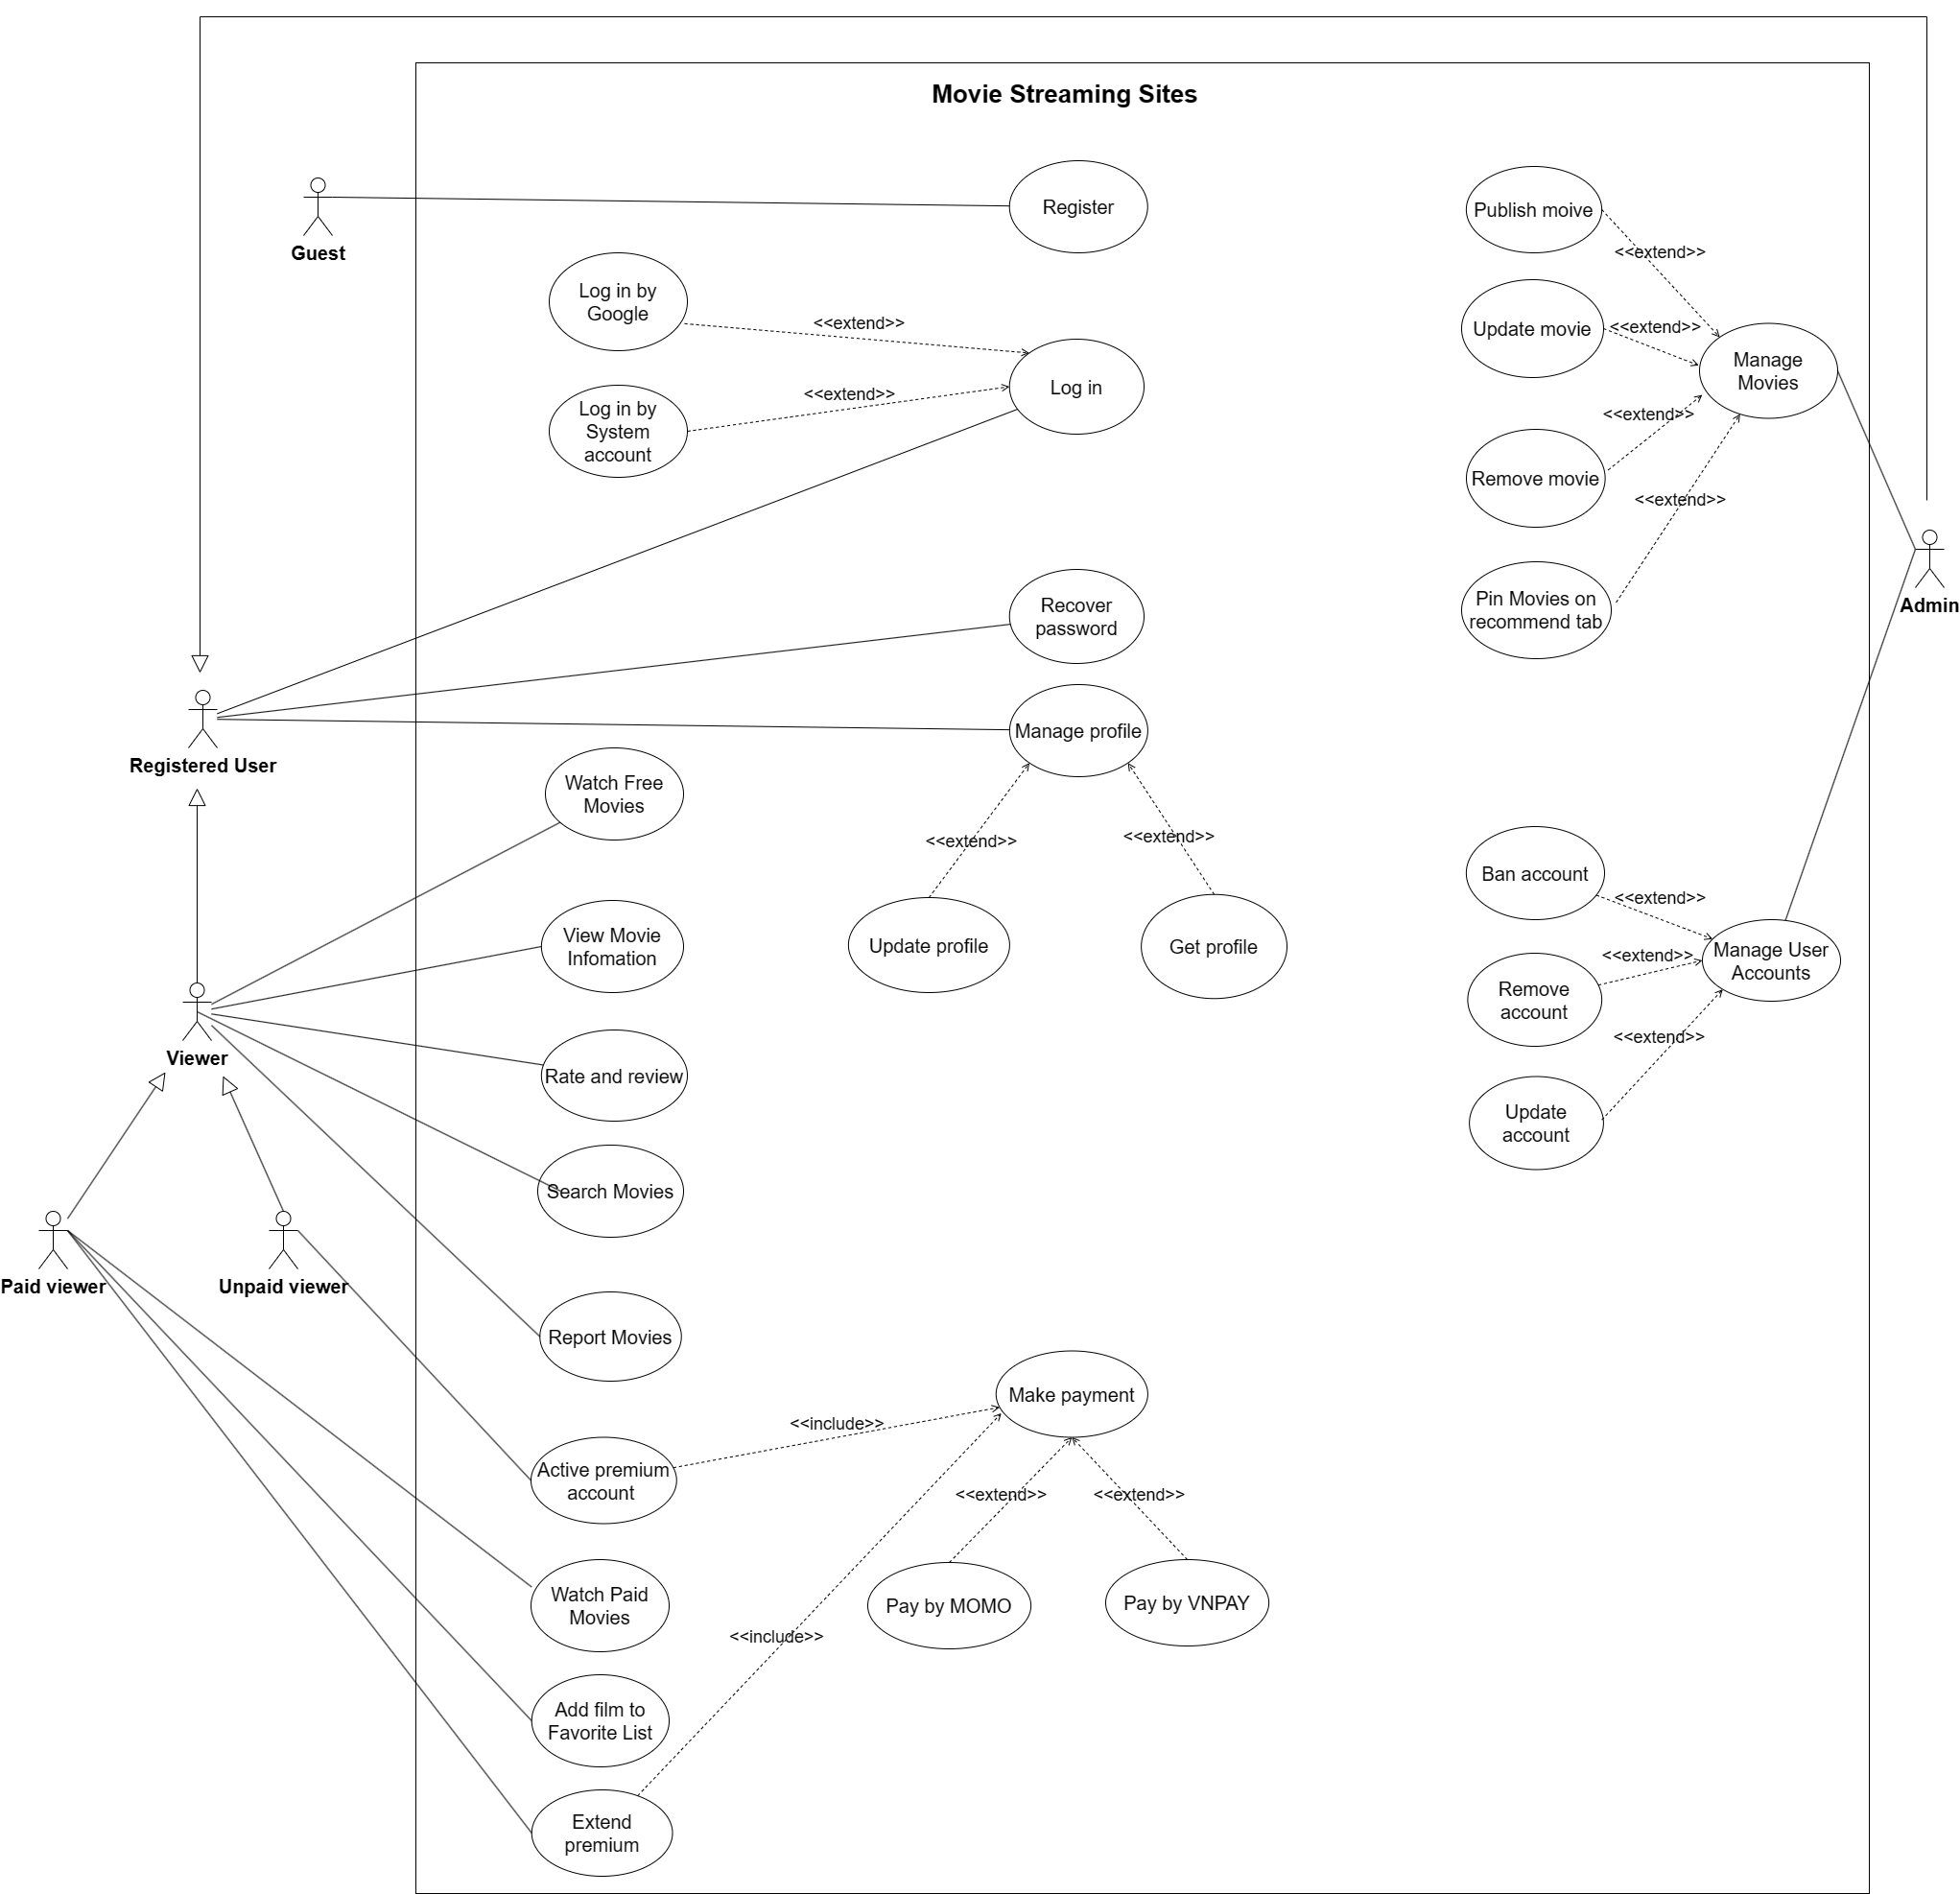 Movie Streaming Sites
Guest
Register
Publish moive
<<extend>>
Log in by
Google
<<extend>>
Update movie
<<extend>>
Manage
Movies
Log in
<<extend>>
Log in by
System
account
<<extend>>
Remove movie
<<extend>>
Admin
Recover
password
Pin Movies on
recommend tab
Manage profile
Registered User
Watch Free
Movies
<<extend>>
<<extend>>
Ban account
<<extend>>
View Movie
Infomation
Update profile
Get profile
Manage User
Accounts
<<extend>>
Remove
account
<<extend>>
Viewer
Rate and review
Update
account
Search Movies
Paid viewer
Unpaid viewer
Report Movies
Make payment
<<include>>
Active premium
account
<<extend>>
<<extend>>
Watch Paid
Movies
Pay by MOMO
Pay by VNPAY
<<include>>
Add film to
Favorite List
Extend
premium